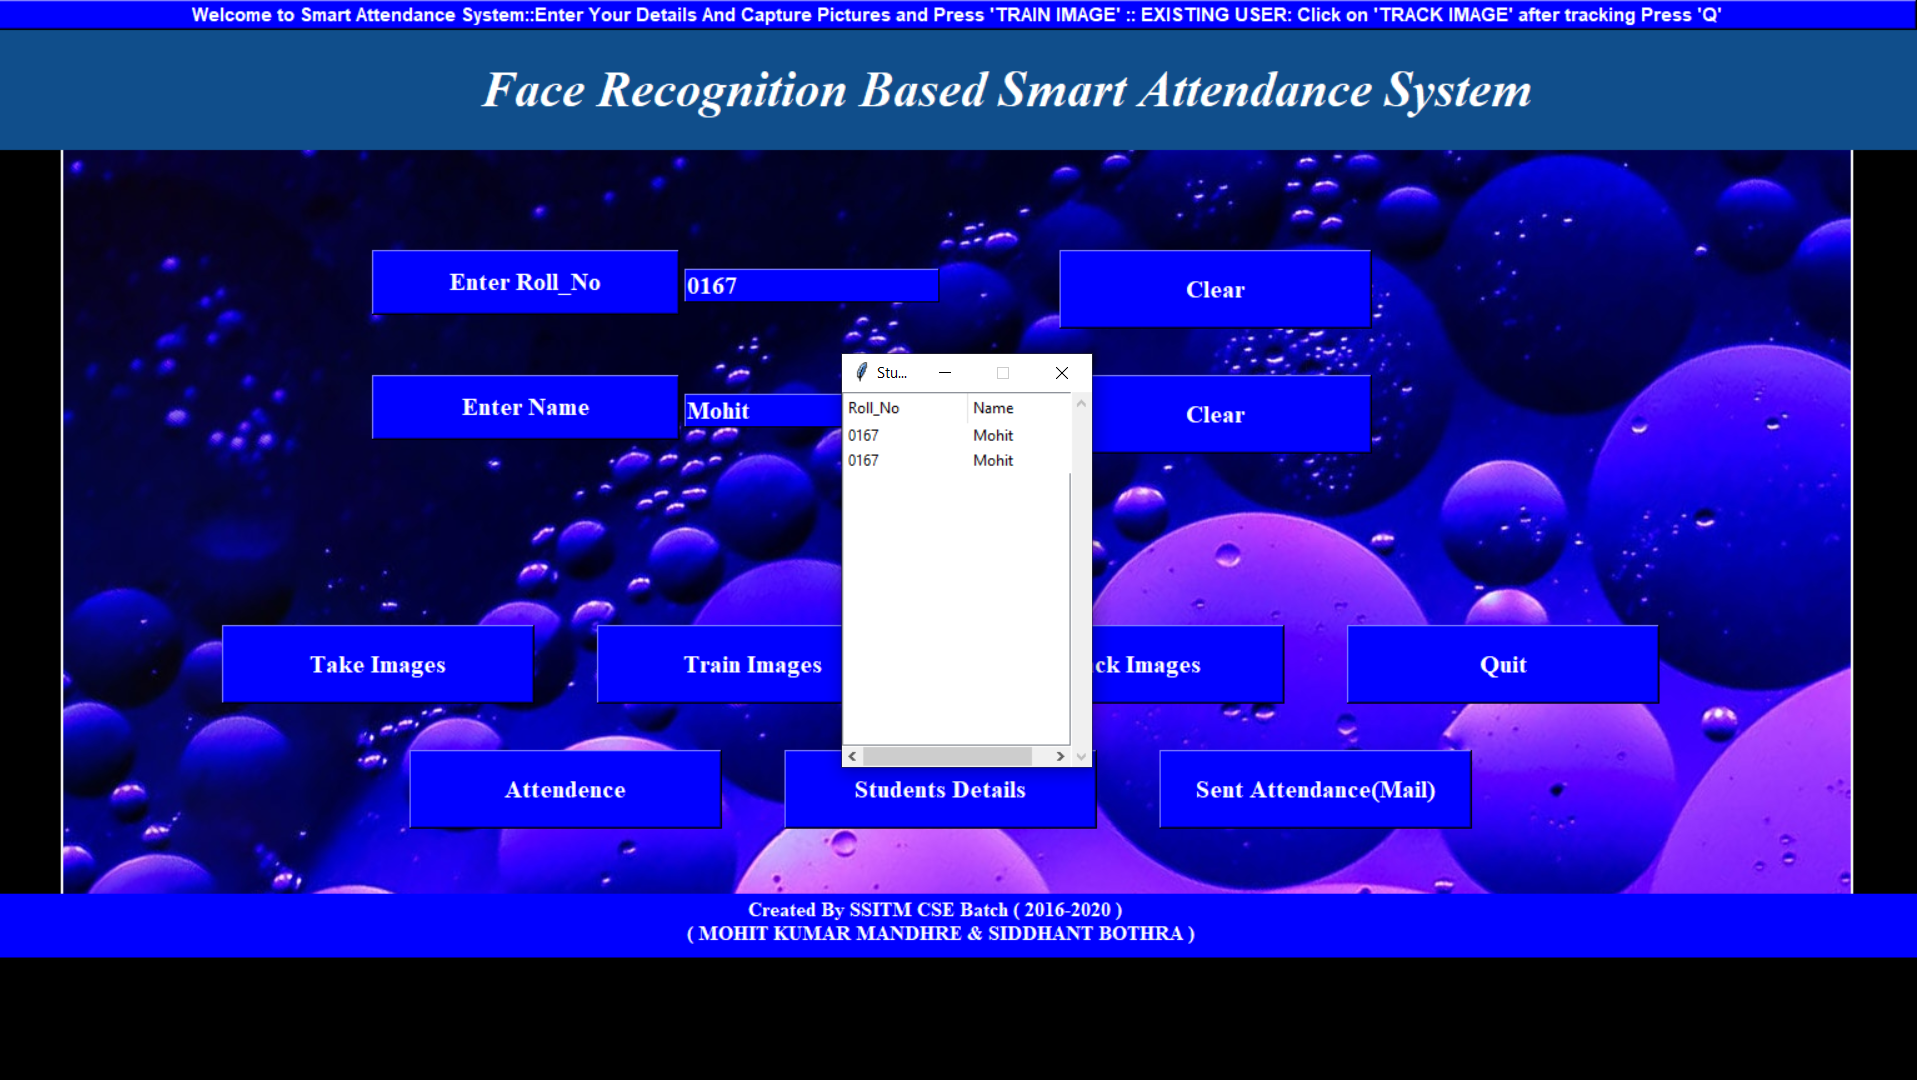 Welcome to Smart Attendance System::Enter Your Details And Capture Pictures and Press 'TRAIN IMAGE' :: EXISTING USER: Click on 'TRACK IMAGE' after tracking Press 'Q'
Face Recognition Based Smart Attendance System
Enter Roll_No
0167
Clear
Enter Name
Mohit
Clear
Stu...
Roll_No Name
0167 Mohit
0167 Mohit
Take Images
Train Images
ck Images
Quit
Attendence
Students Details
Sent Attendance(Mail)
Created By SSITM CSE Batch ( 2016-2020 )
( MOHIT KUMAR MANDHRE & SIDDHANT BOTHRA )